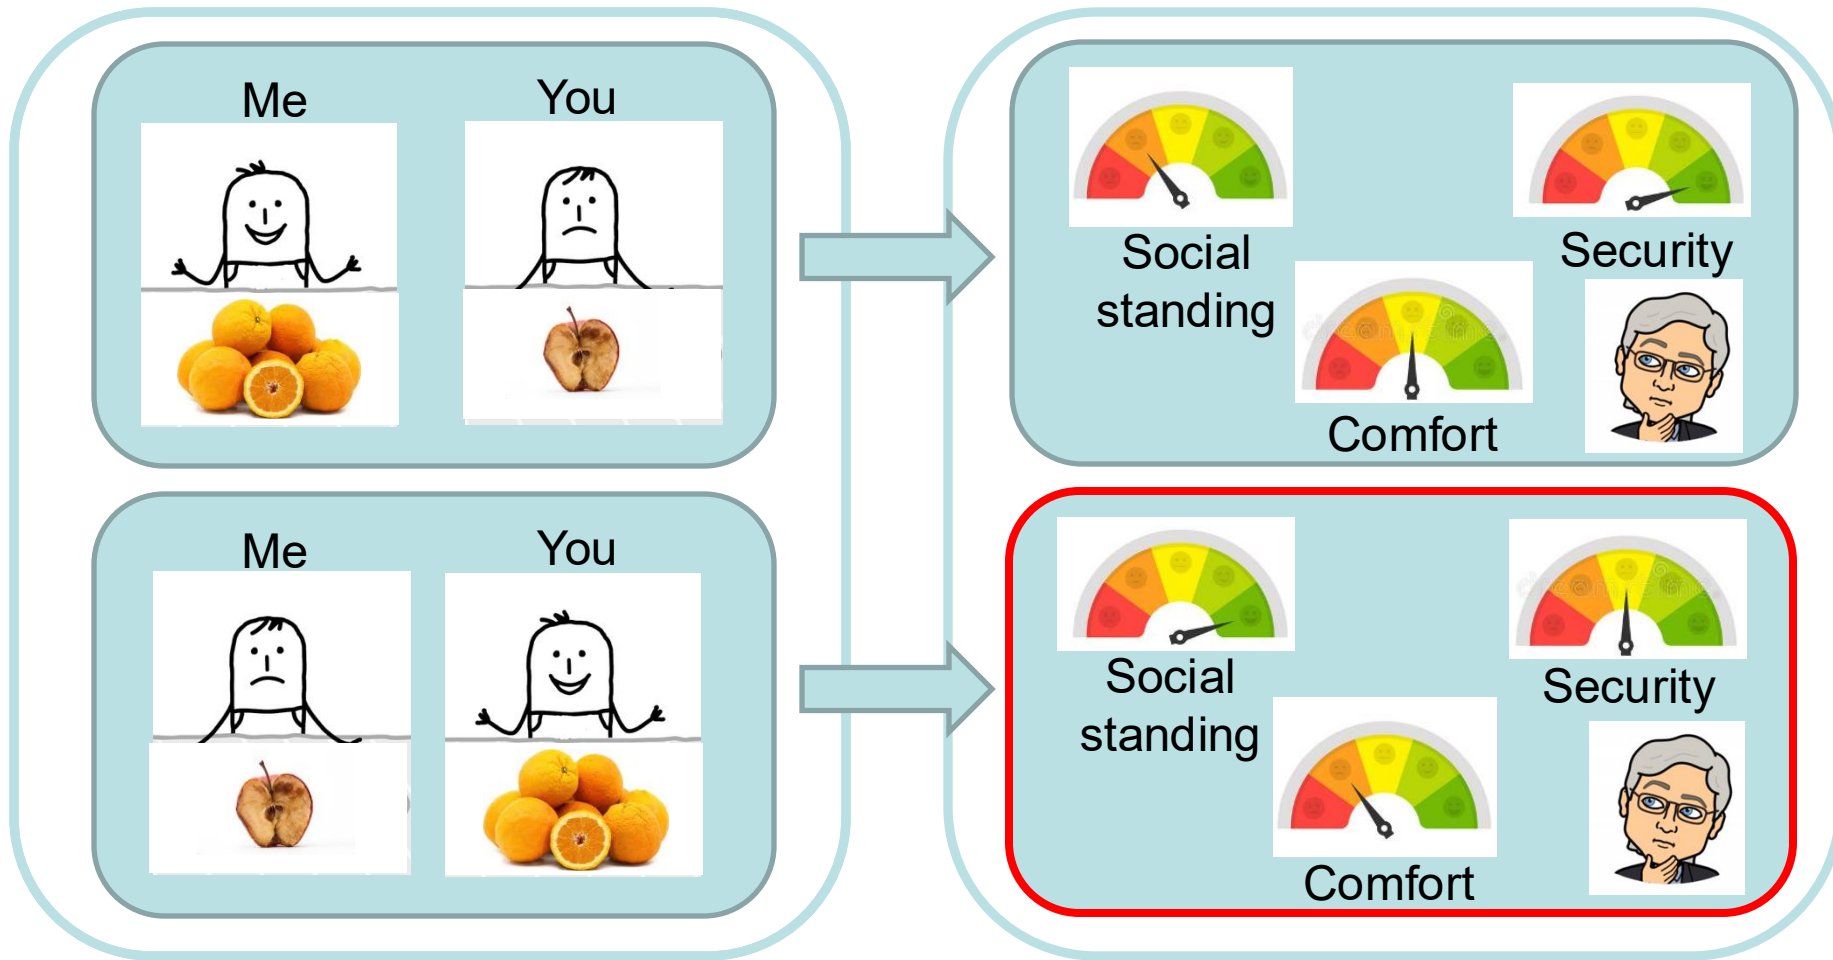 Me
You
Social
standing
Security
Comfort
Me
You
Social
standing
Security
Comfort